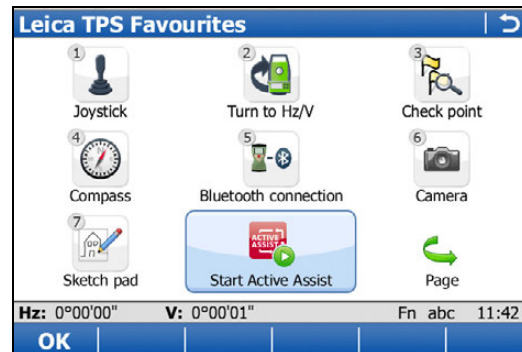 Leica TPS Favourites
1 2 3
Joystick Turn to Hz/V Check point
4 5 6
Compass Bluetooth connection Camera
7 ACTIVE
ASSIST
Sketch pad Start Active Assist Page
Hz: 0°00'00" V: 0°00'01" Fn abc 11:42
OK